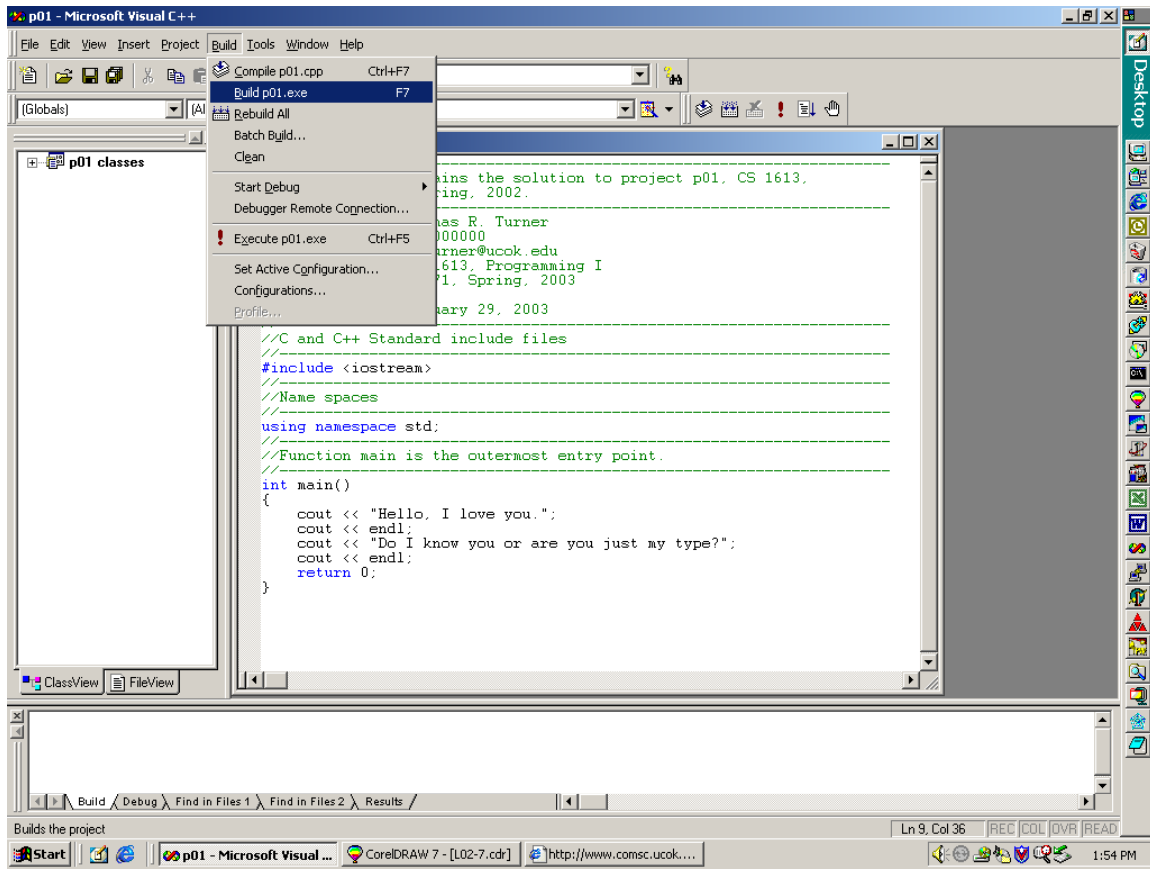 p01 - Microsoft Visual C++
File Edit View Insert Project Build Tools Window Help
Compile p01.cpp Ctrl+F7
Build p01.exe F7
Rebuild All
Batch Build...
Clean
Start Debug
Debugger Remote Connection...
Execute p01.exe Ctrl+F5
Set Active Configuration...
Configurations...
Profile...
(Globals)
p01 classes
the solution to project p01, CS 1613,
2002.
R. Turner
000000
@ucok.edu
613, Programming I
71, Spring, 2003
29, 2003
//-----------------------------------------------------------
//C and C++ Standard include files
//-----------------------------------------------------------
#include <iostream>
//-----------------------------------------------------------
//Name spaces
//-----------------------------------------------------------
using namespace std;
//-----------------------------------------------------------
//Function main is the outermost entry point.
//-----------------------------------------------------------
int main()
{
cout << "Hello, I love you.";
cout << endl;
cout << "Do I know you or are you just my type?";
cout << endl;
return 0;
}
ClassView FileView
Build Debug Find in Files 1 Find in Files 2 Results
Builds the project
Ln 9, Col 36 REC COL OVR READ
Start p01 - Microsoft Visual ... CorelDRAW 7 - [L02-7.cdr] http://www.comsc.ucok....
1:54 PM
Desktop